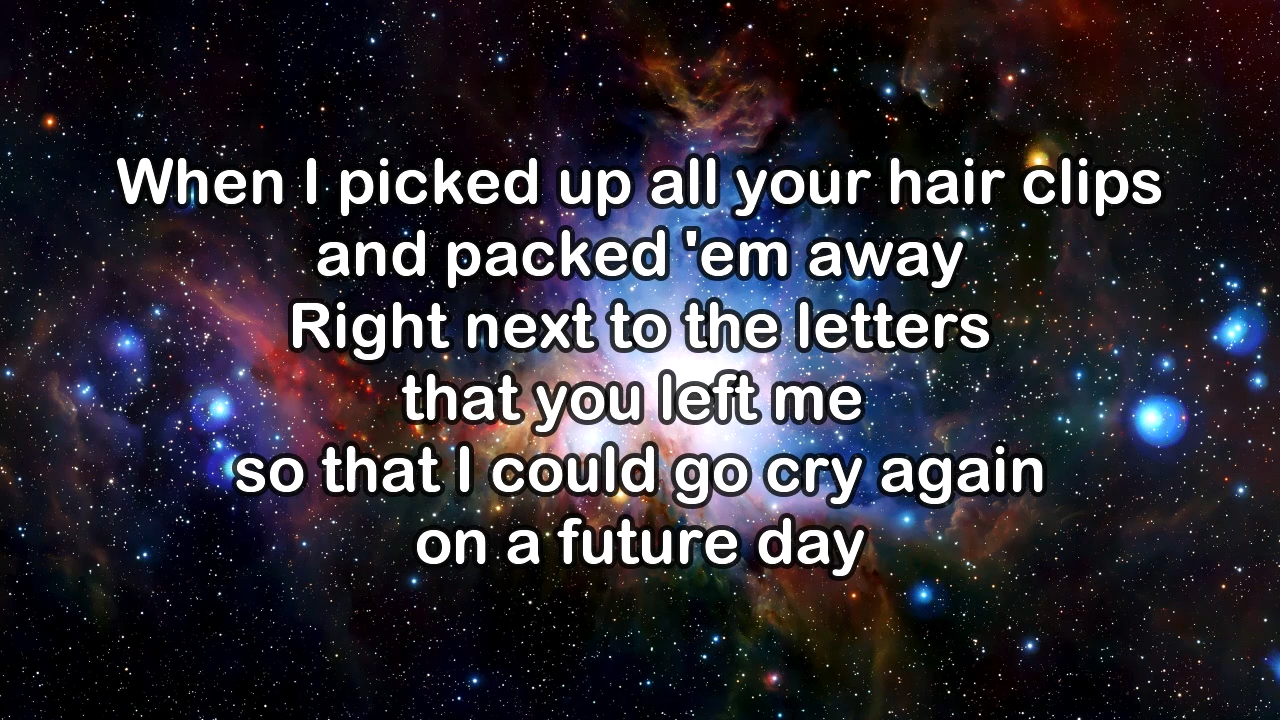 When I picked up all your hair clips
and packed 'em away
Right next to the letters
that you left me
so that I could go cry again
on a future day